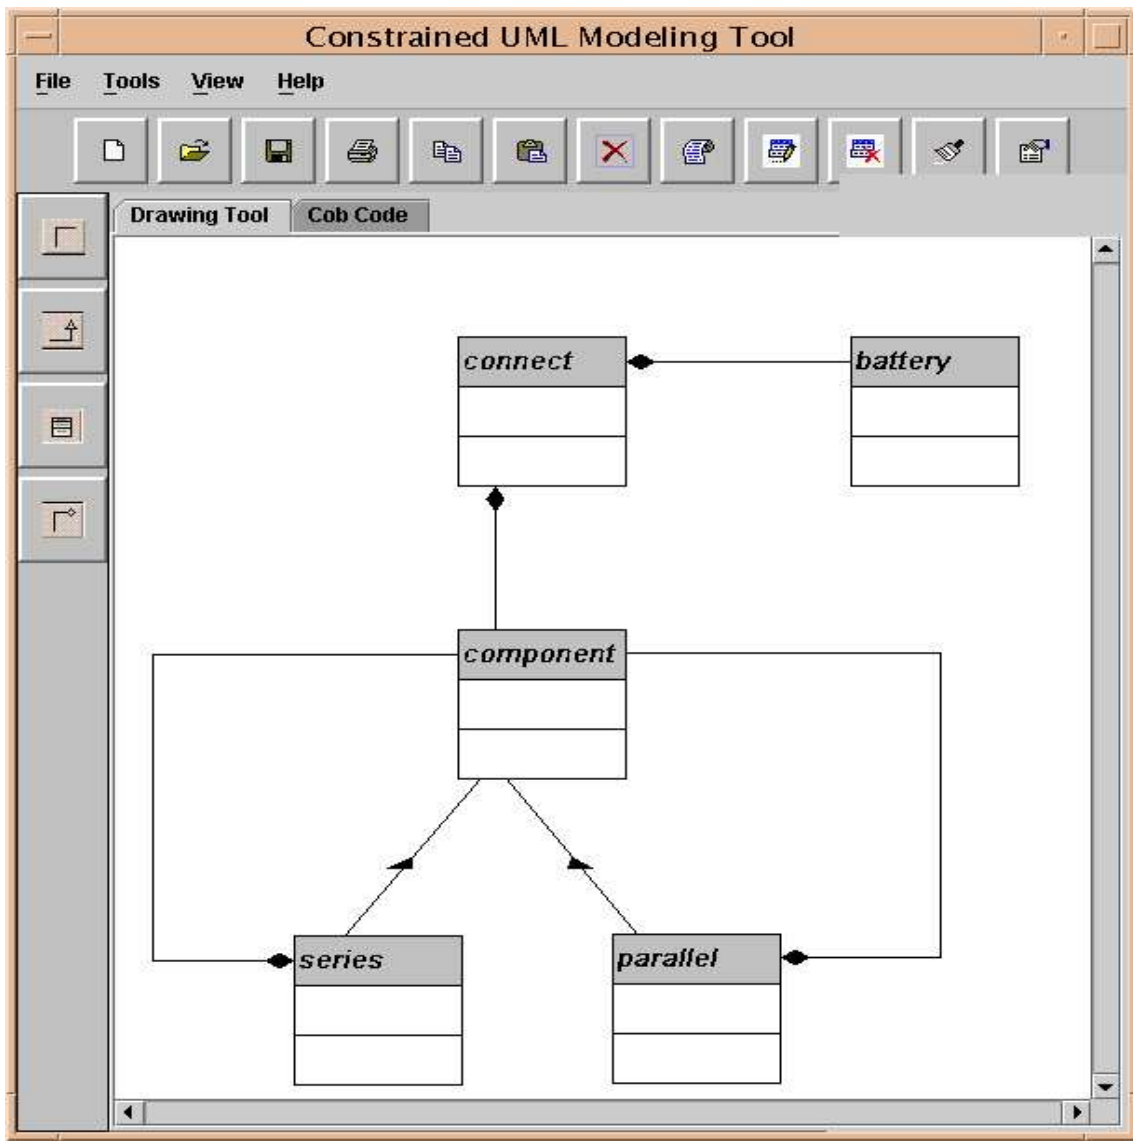 Constrained UML Modeling Tool
File Tools View Help
Drawing Tool Cob Code
connect battery
component
series parallel